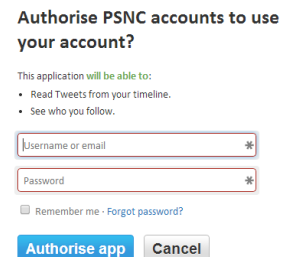 Authorise PSNC accounts to use
your account?
This application will be able to:
• Read Tweets from your timeline.
• See who you follow.
Username or email
Password
Remember me · Forgot password?
Authorise app Cancel